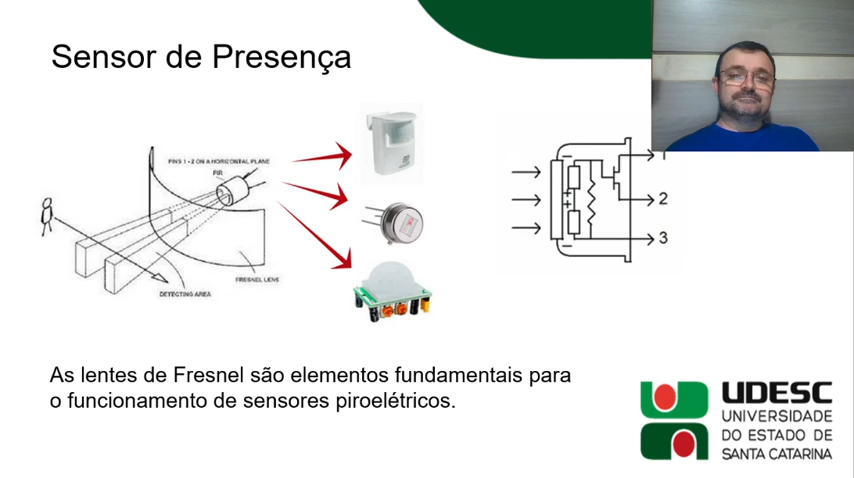 Sensor de Presença
PINS 1 - 2 ON A HORIZONTAL PLANE
PIR
FRESNEL LENS
DETECTING AREA
1
2
3
As lentes de Fresnel são elementos fundamentais para
o funcionamento de sensores piroelétricos.
UDESC
UNIVERSIDADE
DO ESTADO DE
SANTA CATARINA